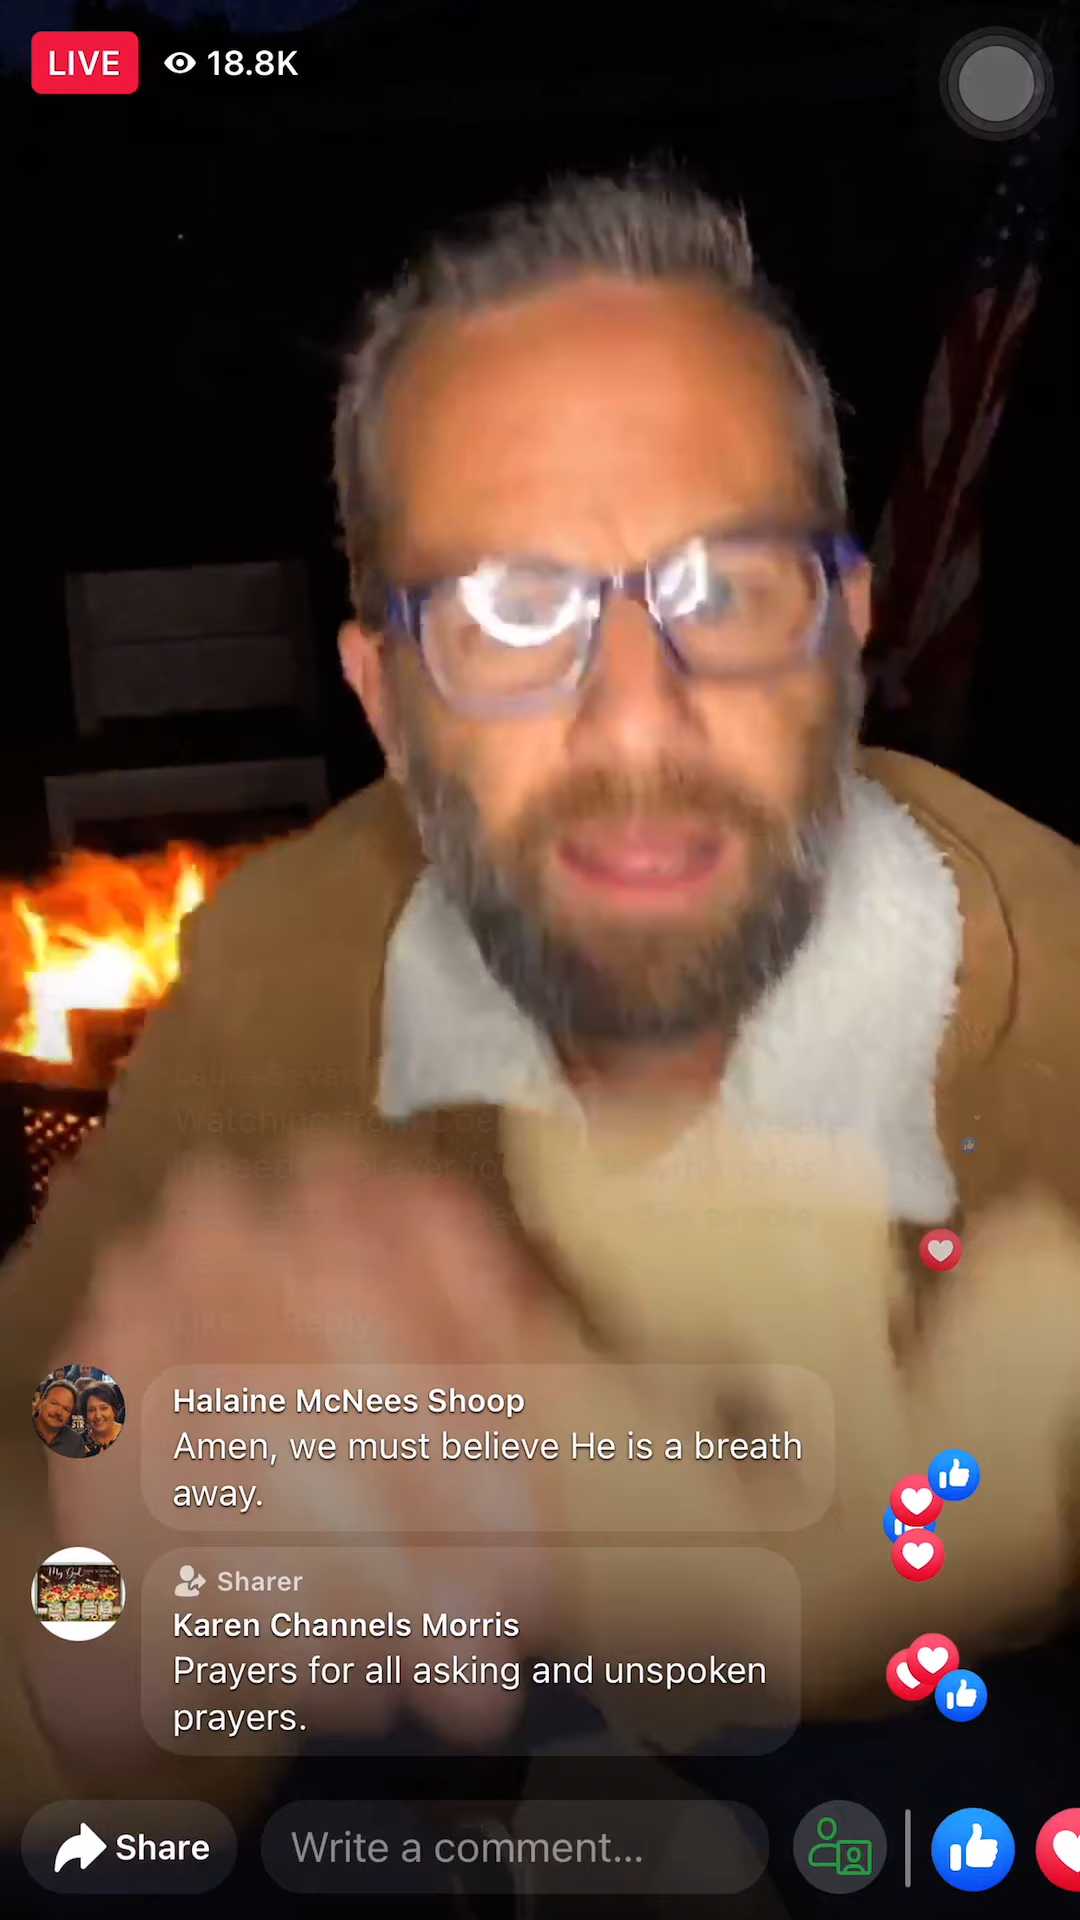 LIVE 18.8K
Halaine McNees Shoop
Amen, we must believe He is a breath
away.
Sharer
Karen Channels Morris
Prayers for all asking and unspoken
prayers.
Share Write a comment...